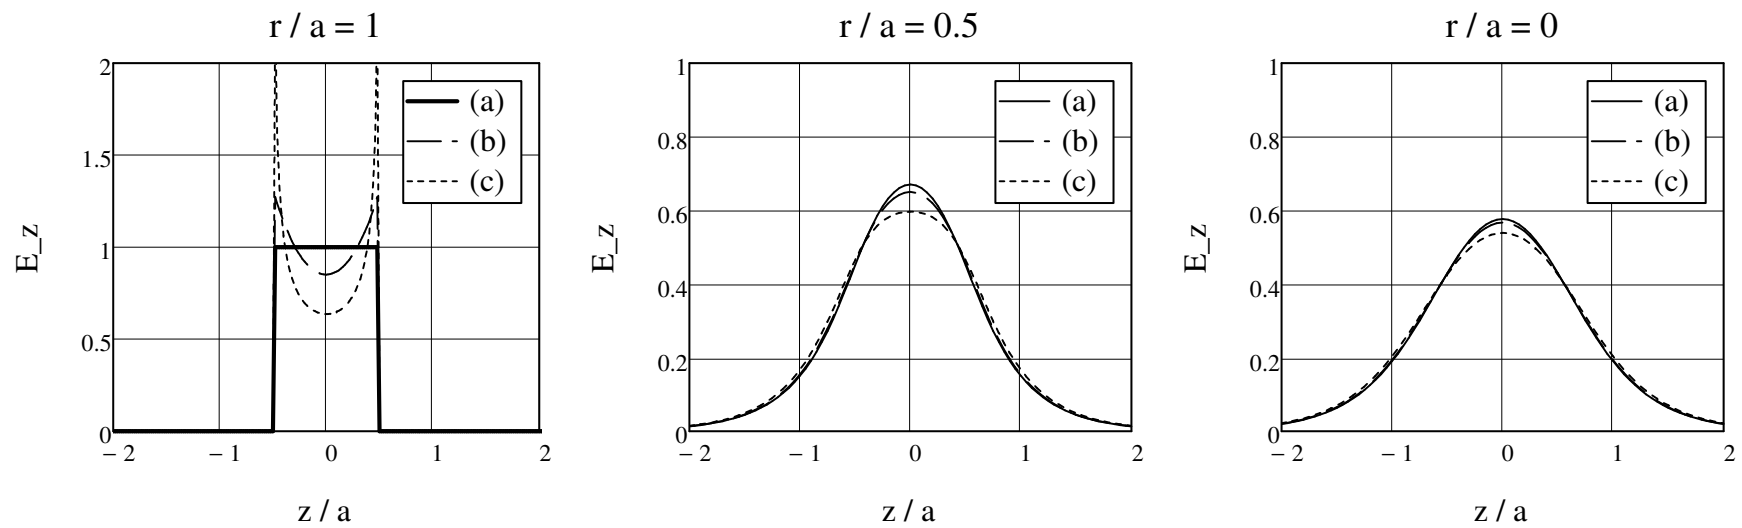 r / a = 1
2
1.5
1
0.5
0
− 2
− 1
0
1
2
E_z
z / a
(a)
(b)
(c)
r / a = 0.5
1
0.8
0.6
0.4
0.2
0
− 2
− 1
0
1
2
E_z
z / a
(a)
(b)
(c)
r / a = 0
1
0.8
0.6
0.4
0.2
0
− 2
− 1
0
1
2
E_z
z / a
(a)
(b)
(c)